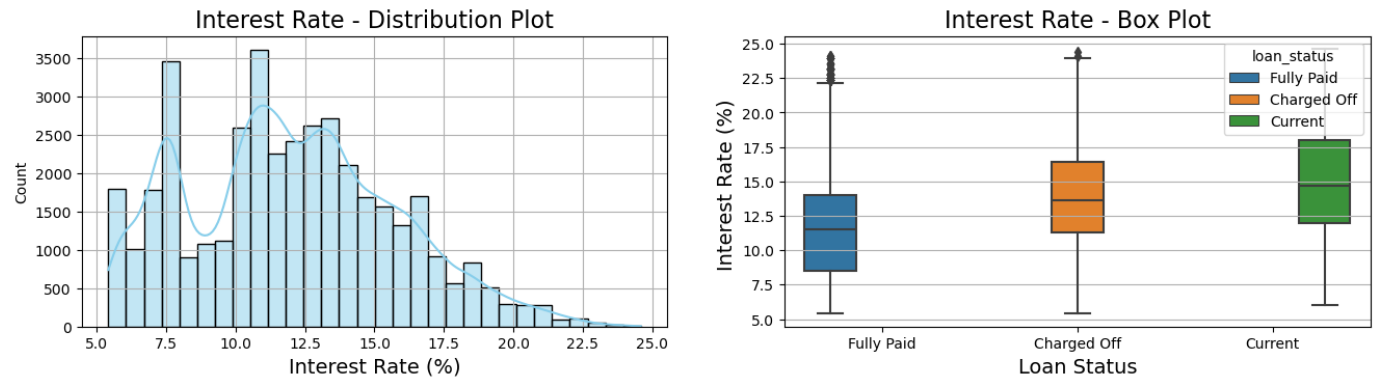 Interest Rate - Distribution Plot
Count
3500
3000
2500
2000
1500
1000
500
0
5.0 7.5 10.0 12.5 15.0 17.5 20.0 22.5 25.0
Interest Rate (%)
Interest Rate - Box Plot
Interest Rate (%)
25.0
22.5
20.0
17.5
15.0
12.5
10.0
7.5
5.0
loan_status
Fully Paid
Charged Off
Current
Fully Paid Charged Off Current
Loan Status